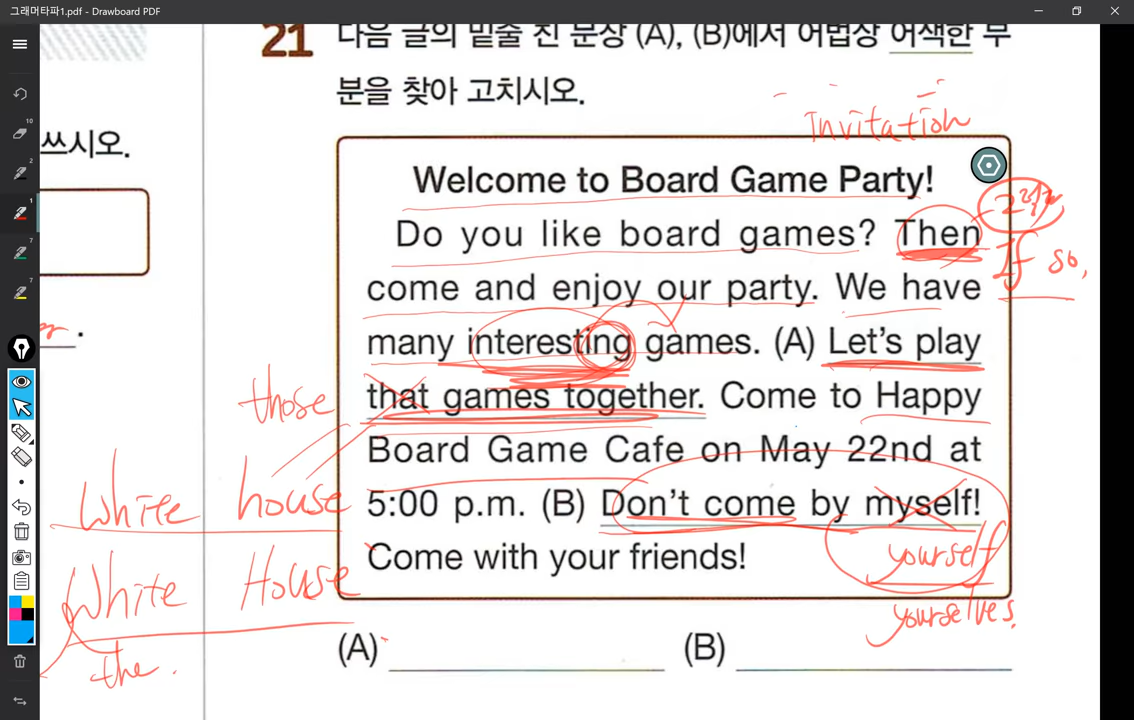 그래머타파1.pdf - Drawboard PDF
21 다음 글의 밑줄 친 문장 (A), (B)에서 어법상 어색한 부
분을 찾아 고치시오.
쓰시오.
Invitation
Welcome to Board Game Party!
Do you like board games? Then
If so,
come and enjoy our party. We have
many interesting games. (A) Let's play
those
that games together. Come to Happy
Board Game Cafe on May 22nd at
White house
5:00 p.m. (B) Don't come by myself!
yourself
Come with your friends!
White House
yourselves.
the.
(A) (B)
10
2
1
7
7